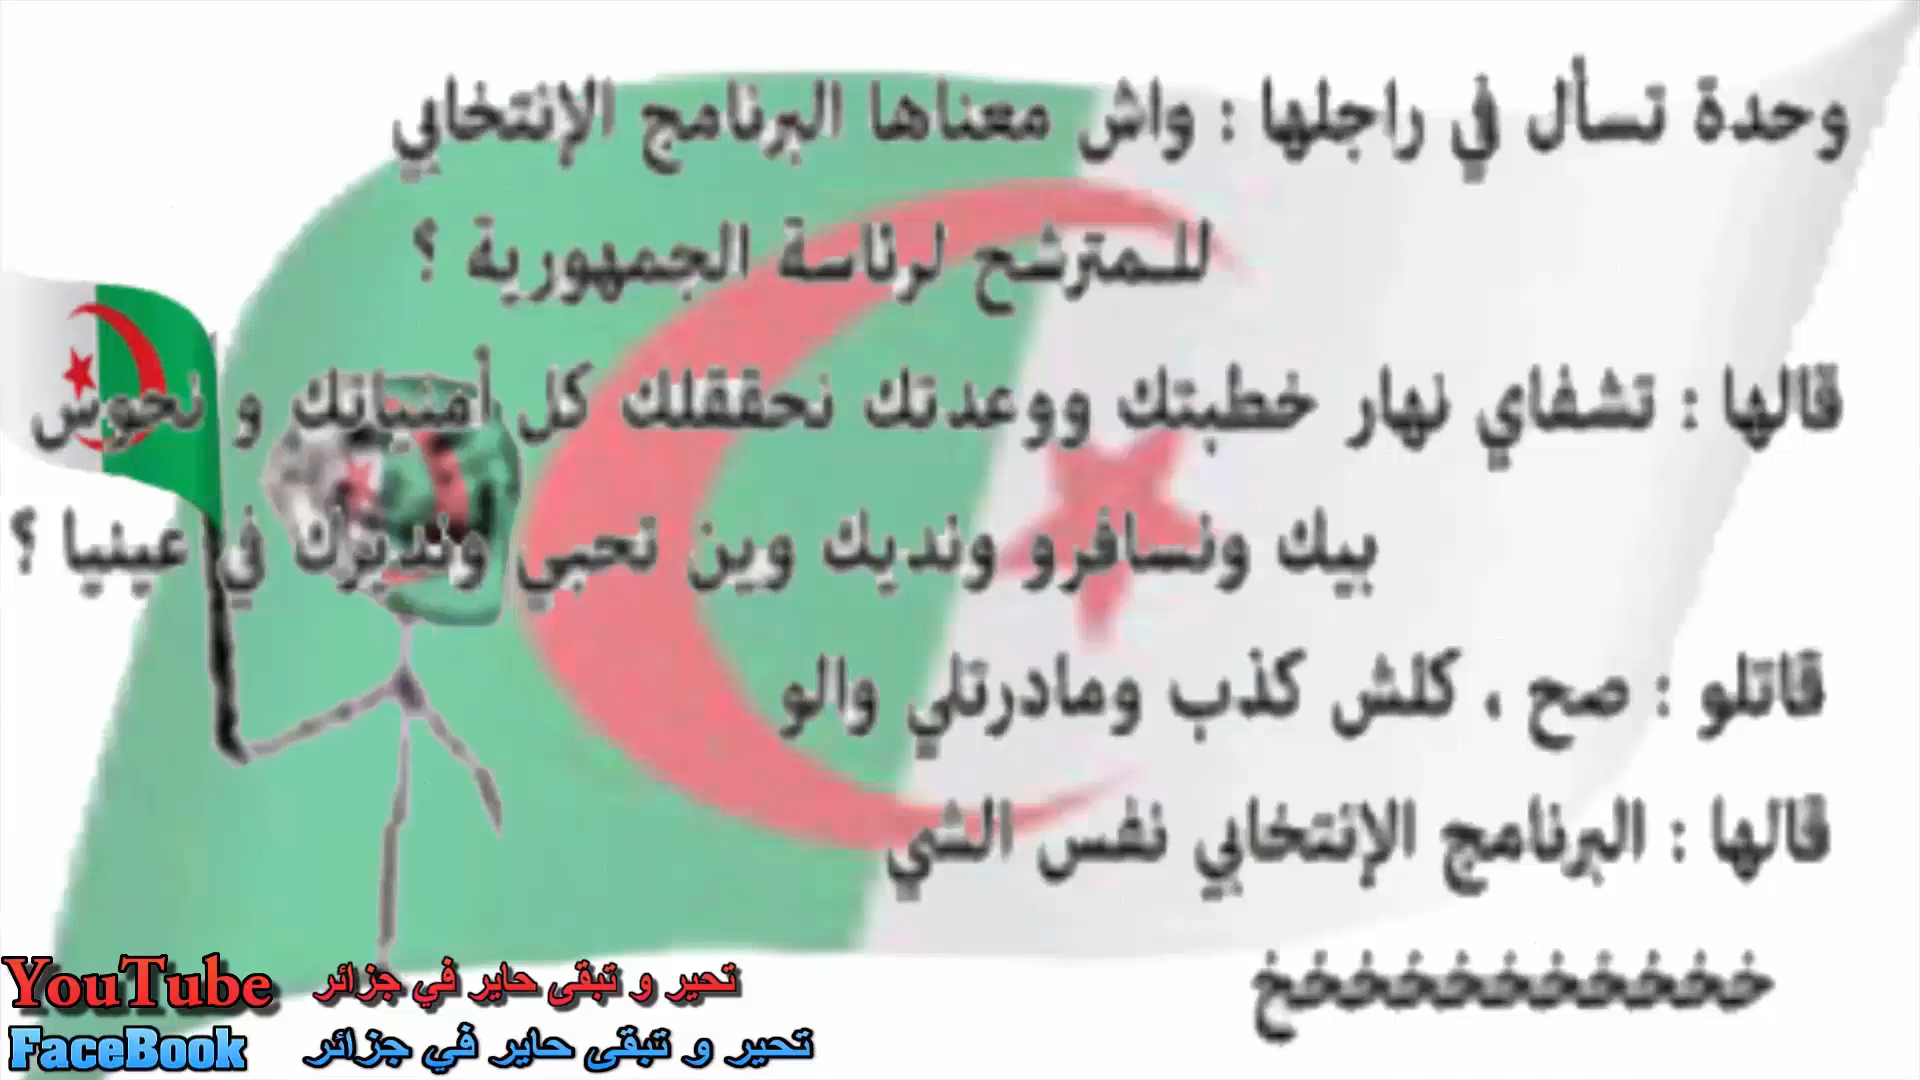 وحدة تسأل في راجلها : واش معناها البرنامج الإنتخابي
للـمترشح لرئاسة الجمهورية ؟
قالها : تشفاي نهار خطبتك ووعدتك نحققلك كل أمنياتك و نحوس
بيك ونسافرو ونديك وين تحبي ونديرك في عينيا ؟
قاتلو : صح ، كلش كذب ومادرتلي والو
قالها : البرنامج الإنتخابي نفس الشي
خخخخخخخخخخخ
YouTube تحير و تبقى حاير في جزائر
FaceBook تحير و تبقى حاير في جزائر